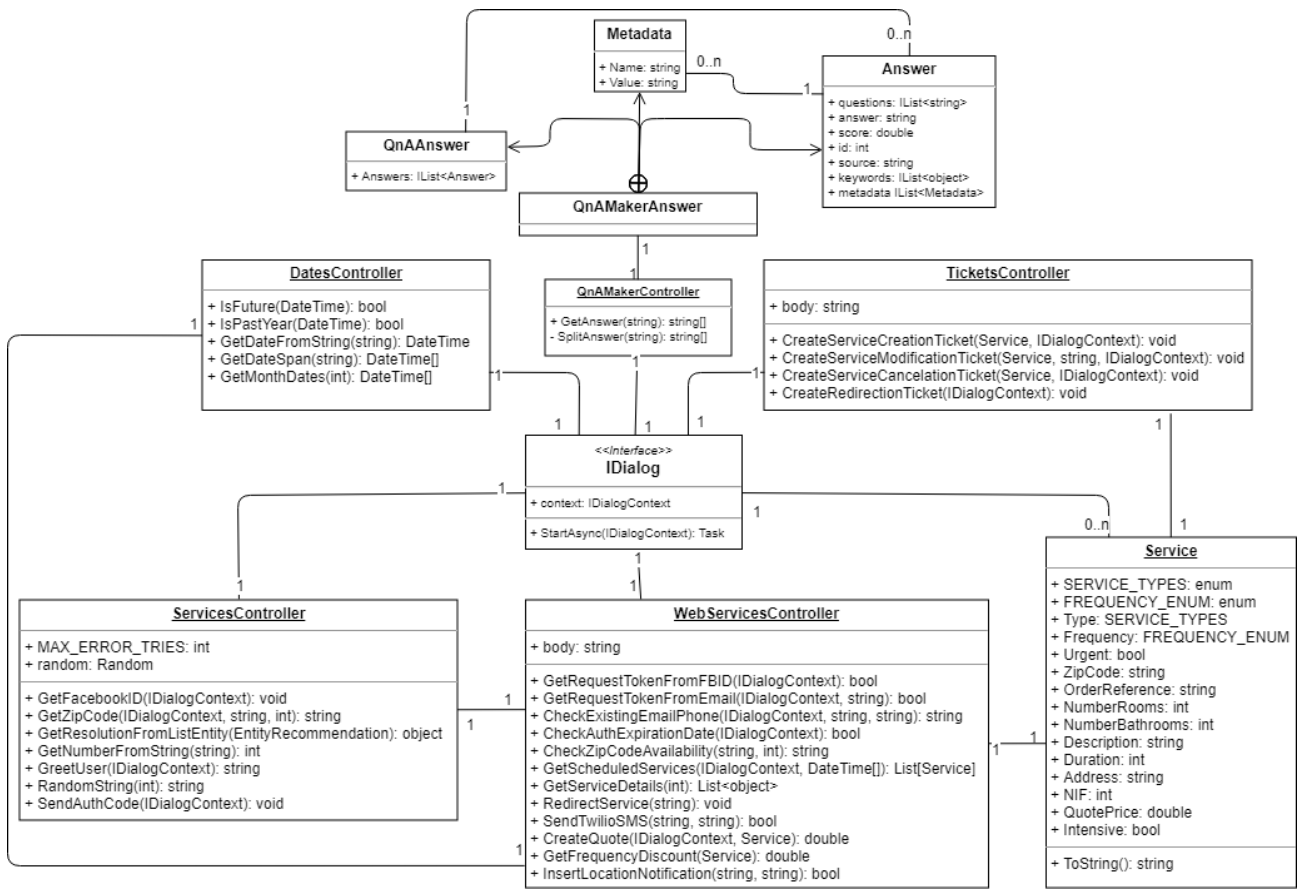 Metadata
+ Name: string
+ Value: string
0..n
1
0..n
Answer
+ questions: IList<string>
+ answer: string
+ score: double
+ id: int
+ source: string
+ keywords: IList<object>
+ metadata IList<Metadata>
1
QnAAnswer
+ Answers: IList<Answer>
QnAMakerAnswer
1
1
DatesController
+ IsFuture(DateTime): bool
+ IsPastYear(DateTime): bool
+ GetDateFromString(string): DateTime
+ GetDateSpan(string): DateTime[]
+ GetMonthDates(int): DateTime[]
1
1
1
QnAMakerController
+ GetAnswer(string): string[]
- SplitAnswer(string): string[]
1
1
TicketsController
+ body: string
+ CreateServiceCreationTicket(Service, IDialogContext): void
+ CreateServiceModificationTicket(Service, string, IDialogContext): void
+ CreateServiceCancelationTicket(Service, IDialogContext): void
+ CreateRedirectionTicket(IDialogContext): void
1
1
1
1
<<Interface>>
IDialog
+ context: IDialogContext
+ StartAsync(IDialogContext): Task
1
1
0..n
1
1
1
1
Service
+ SERVICE_TYPES: enum
+ FREQUENCY_ENUM: enum
+ Type: SERVICE_TYPES
+ Frequency: FREQUENCY_ENUM
+ Urgent: bool
+ ZipCode: string
+ OrderReference: string
+ NumberRooms: int
+ NumberBathrooms: int
+ Description: string
+ Duration: int
+ Address: string
+ NIF: int
+ QuotePrice: double
+ Intensive: bool
+ ToString(): string
ServicesController
+ MAX_ERROR_TRIES: int
+ random: Random
+ GetFacebookID(IDialogContext): void
+ GetZipCode(IDialogContext, string, int): string
+ GetResolutionFromListEntity(EntityRecommendation): object
+ GetNumberFromString(string): int
+ GreetUser(IDialogContext): string
+ RandomString(int): string
+ SendAuthCode(IDialogContext): void
1
1
WebServicesController
+ body: string
+ GetRequestTokenFromFBID(IDialogContext): bool
+ GetRequestTokenFromEmail(IDialogContext, string): bool
+ CheckExistingEmailPhone(IDialogContext, string, string): string
+ CheckAuthExpirationDate(IDialogContext): bool
+ CheckZipCodeAvailability(string, int): string
+ GetScheduledServices(IDialogContext, DateTime[]): List[Service]
+ GetServiceDetails(int): List<object>
+ RedirectService(string): void
+ SendTwilioSMS(string, string): bool
+ CreateQuote(IDialogContext, Service): double
+ GetFrequencyDiscount(Service): double
+ InsertLocationNotification(string, string): bool
1
1
1